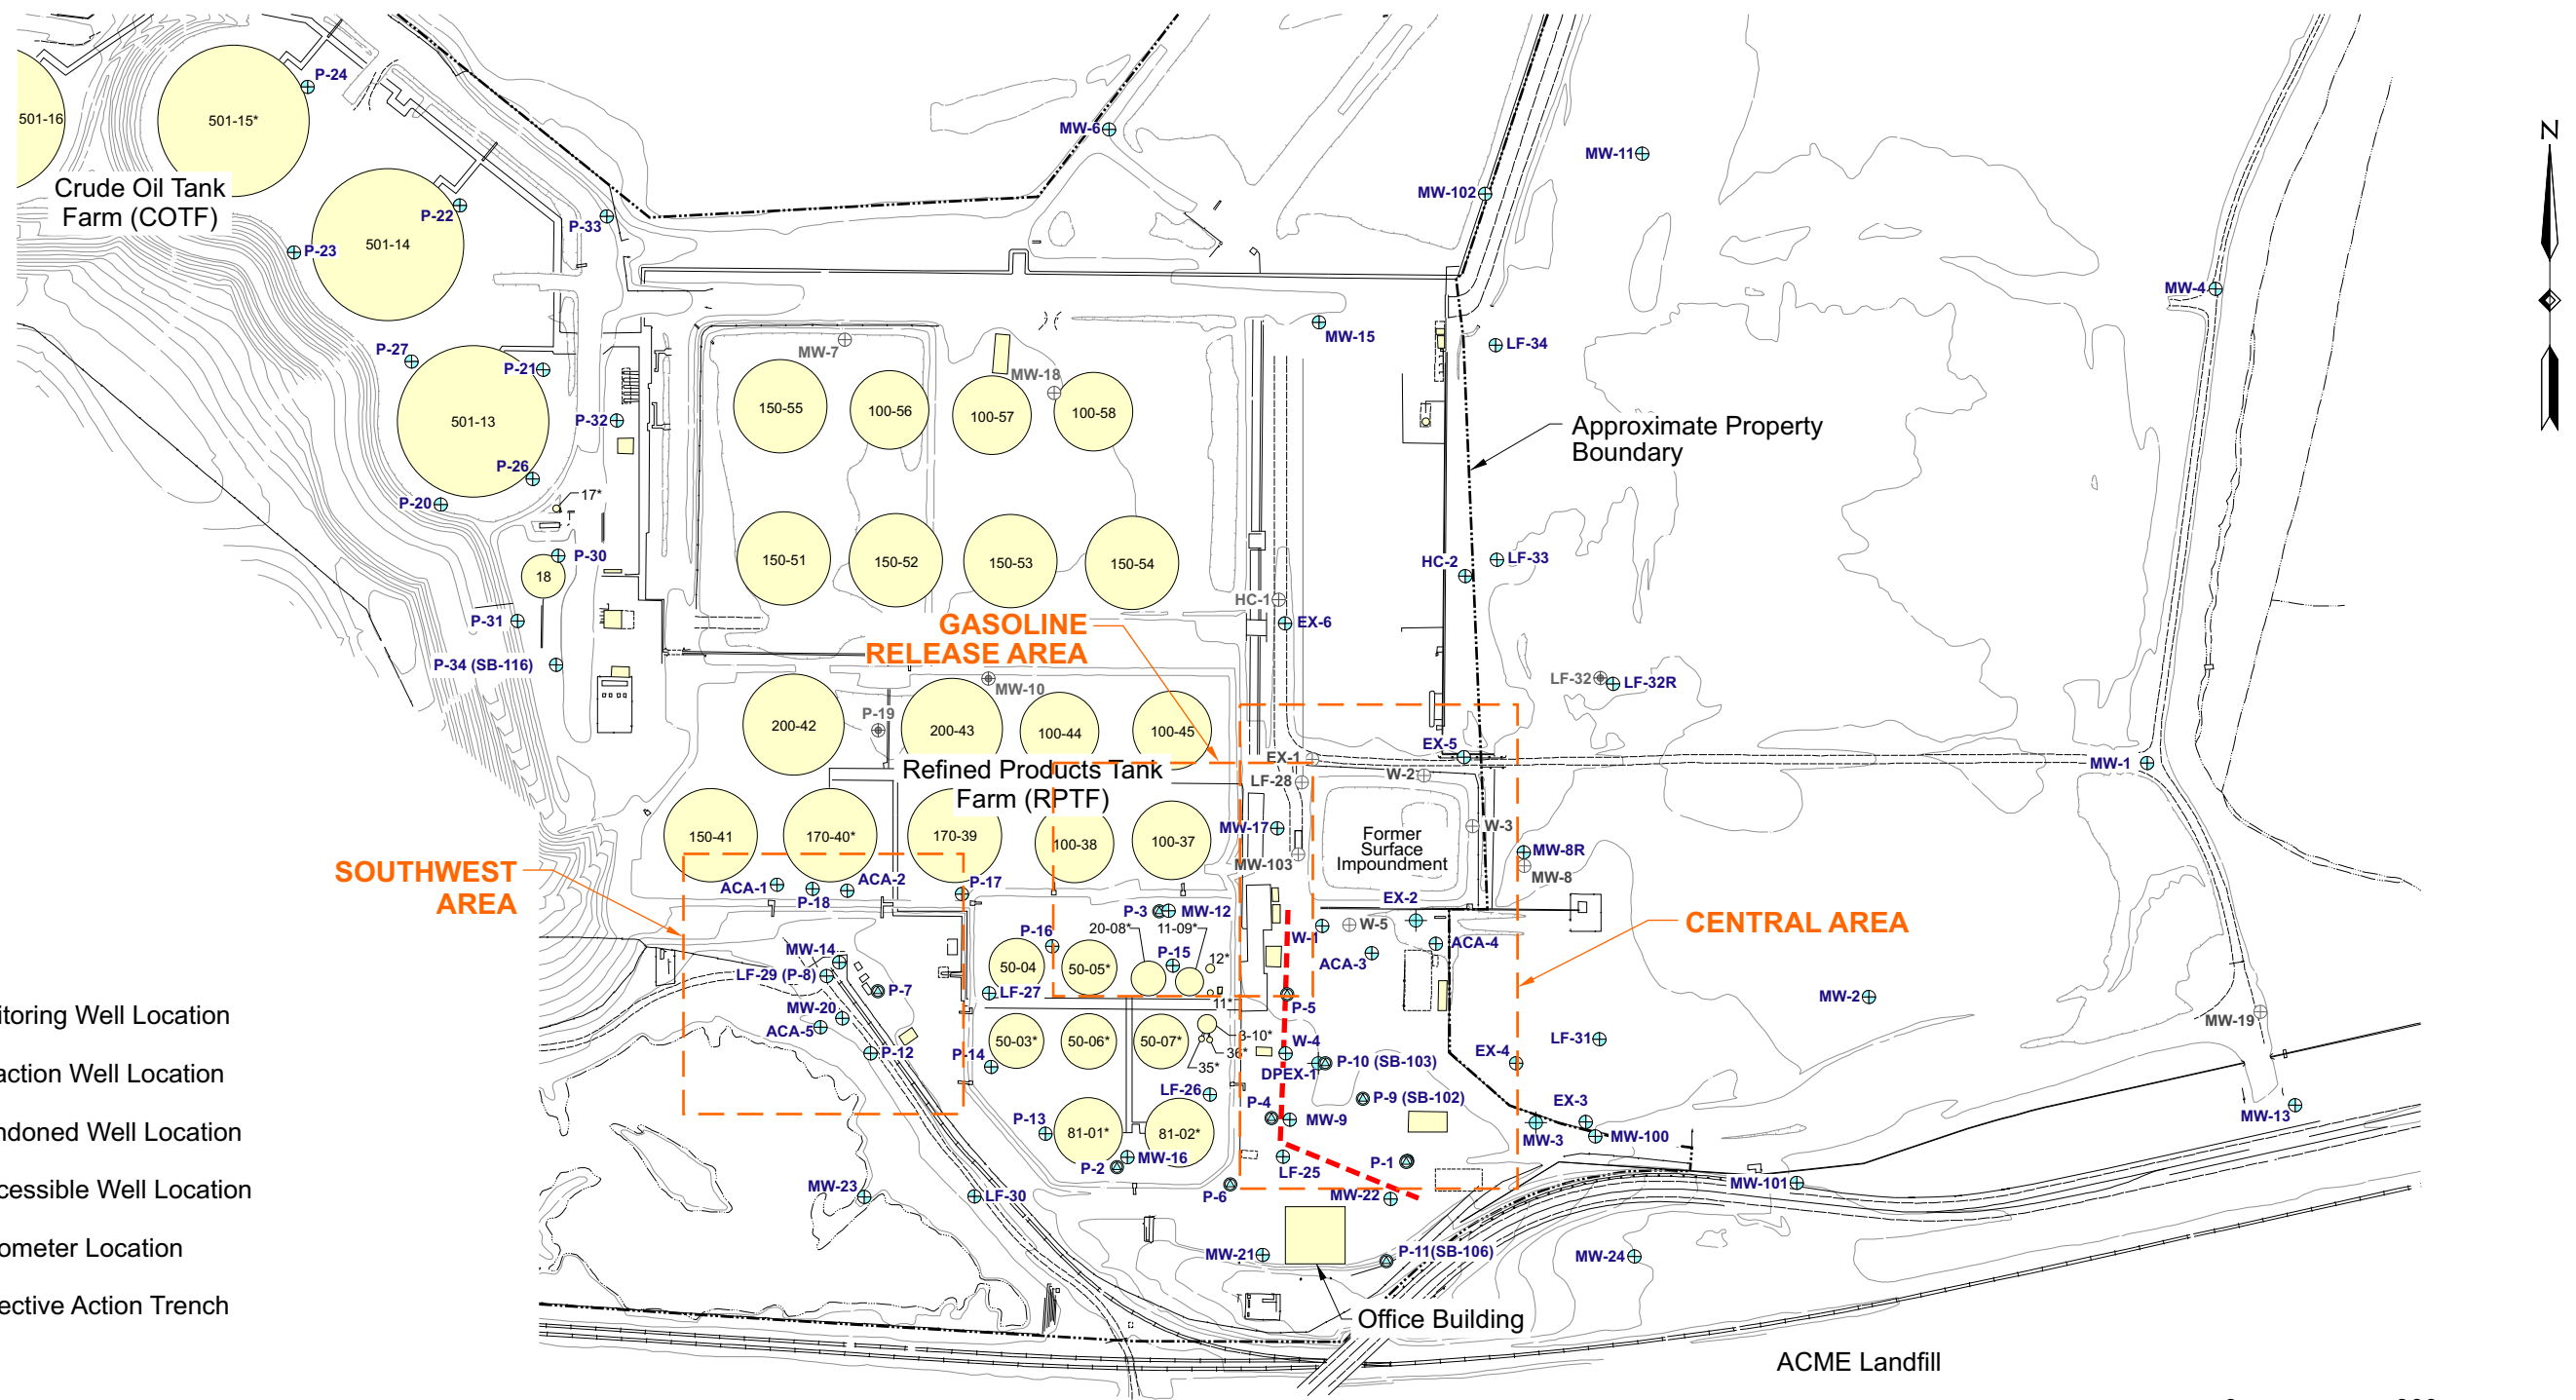 P-24
501-16
501-15*
MW-6
N
MW-11
Crude Oil Tank
Farm (COTF)
MW-102
P-22
P-33
501-14
P-23
MW-4
MW-15
MW-7
LF-34
P-27
P-21
MW-18
150-55
100-56
100-57
100-58
501-13
P-32
Approximate Property
Boundary
P-26
17*
P-20
P-30
150-51
150-52
150-53
150-54
HC-2
LF-33
18
HC-1
P-31
GASOLINE
RELEASE AREA
EX-6
P-34 (SB-116)
MW-10
LF-32
LF-32R
P-19
200-42
200-43
100-44
100-45
EX-5
EX-1
MW-1
Refined Products Tank
Farm (RPTF)
W-2
LF-28
150-41
170-40*
170-39
100-38
100-37
MW-17
W-3
Former
Surface
Impoundment
MW-103
MW-8R
MW-8
SOUTHWEST
AREA
ACA-1
ACA-2
P-17
P-18
EX-2
P-3
MW-12
20-08*
11-09*
W-5
CENTRAL AREA
P-16
W-1
ACA-4
MW-14
P-15
12*
ACA-3
50-04
50-05*
LF-29 (P-8)
P-7
LF-27
11*
P-5
MW-2
MW-20
itoring Well Location
MW-19
ACA-5
3-10*
50-03*
50-06*
50-07*
W-4
LF-31
36*
P-12
P-14
35*
EX-4
P-10 (SB-103)
DPEX-1
action Well Location
LF-26
P-9 (SB-102)
P-4
MW-9
EX-3
MW-13
ndoned Well Location
P-13
81-01*
81-02*
MW-3
MW-100
MW-16
P-2
LF-25
P-1
MW-23
LF-30
P-6
MW-22
MW-101
cessible Well Location
ometer Location
MW-21
P-11(SB-106)
MW-24
ective Action Trench
Office Building
ACME Landfill